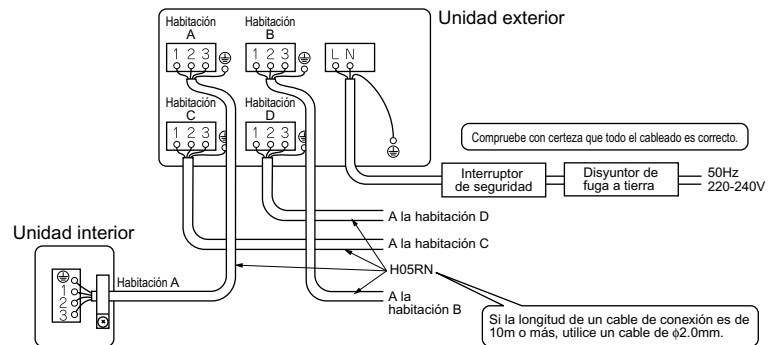 Unidad exterior
Habitación
A
Habitación
B
1 2 3
1 2 3
L N
Habitación
C
Habitación
D
1 2 3
1 2 3
Compruebe con certeza que todo el cableado es correcto.
Interruptor
de seguridad
Disyuntor de
fuga a tierra
50Hz
220-240V
A la habitación D
Unidad interior
A la habitación C
Habitación A
H05RN
1
2
3
A la
habitación B
Si la longitud de un cable de conexión es de
10m o más, utilice un cable de ϕ2.0mm.